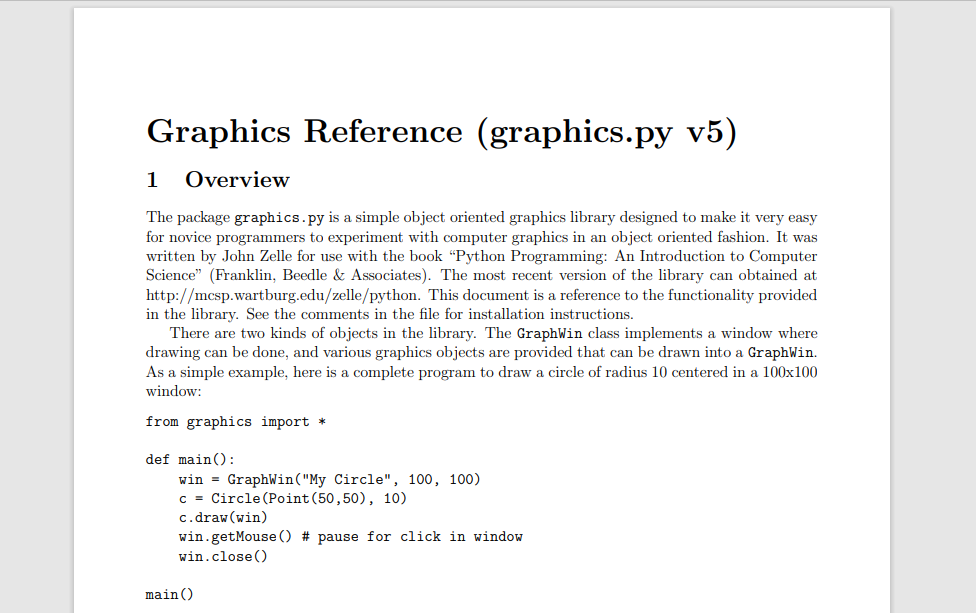 Graphics Reference (graphics.py v5)
1 Overview
The package graphics.py is a simple object oriented graphics library designed to make it very easy
for novice programmers to experiment with computer graphics in an object oriented fashion. It was
written by John Zelle for use with the book “Python Programming: An Introduction to Computer
Science” (Franklin, Beedle & Associates). The most recent version of the library can obtained at
http://mcsp.wartburg.edu/zelle/python. This document is a reference to the functionality provided
in the library. See the comments in the file for installation instructions.
There are two kinds of objects in the library. The GraphWin class implements a window where
drawing can be done, and various graphics objects are provided that can be drawn into a GraphWin.
As a simple example, here is a complete program to draw a circle of radius 10 centered in a 100x100
window:
from graphics import *
def main():
    win = GraphWin("My Circle", 100, 100)
    c = Circle(Point(50,50), 10)
    c.draw(win)
    win.getMouse() # pause for click in window
    win.close()
main()